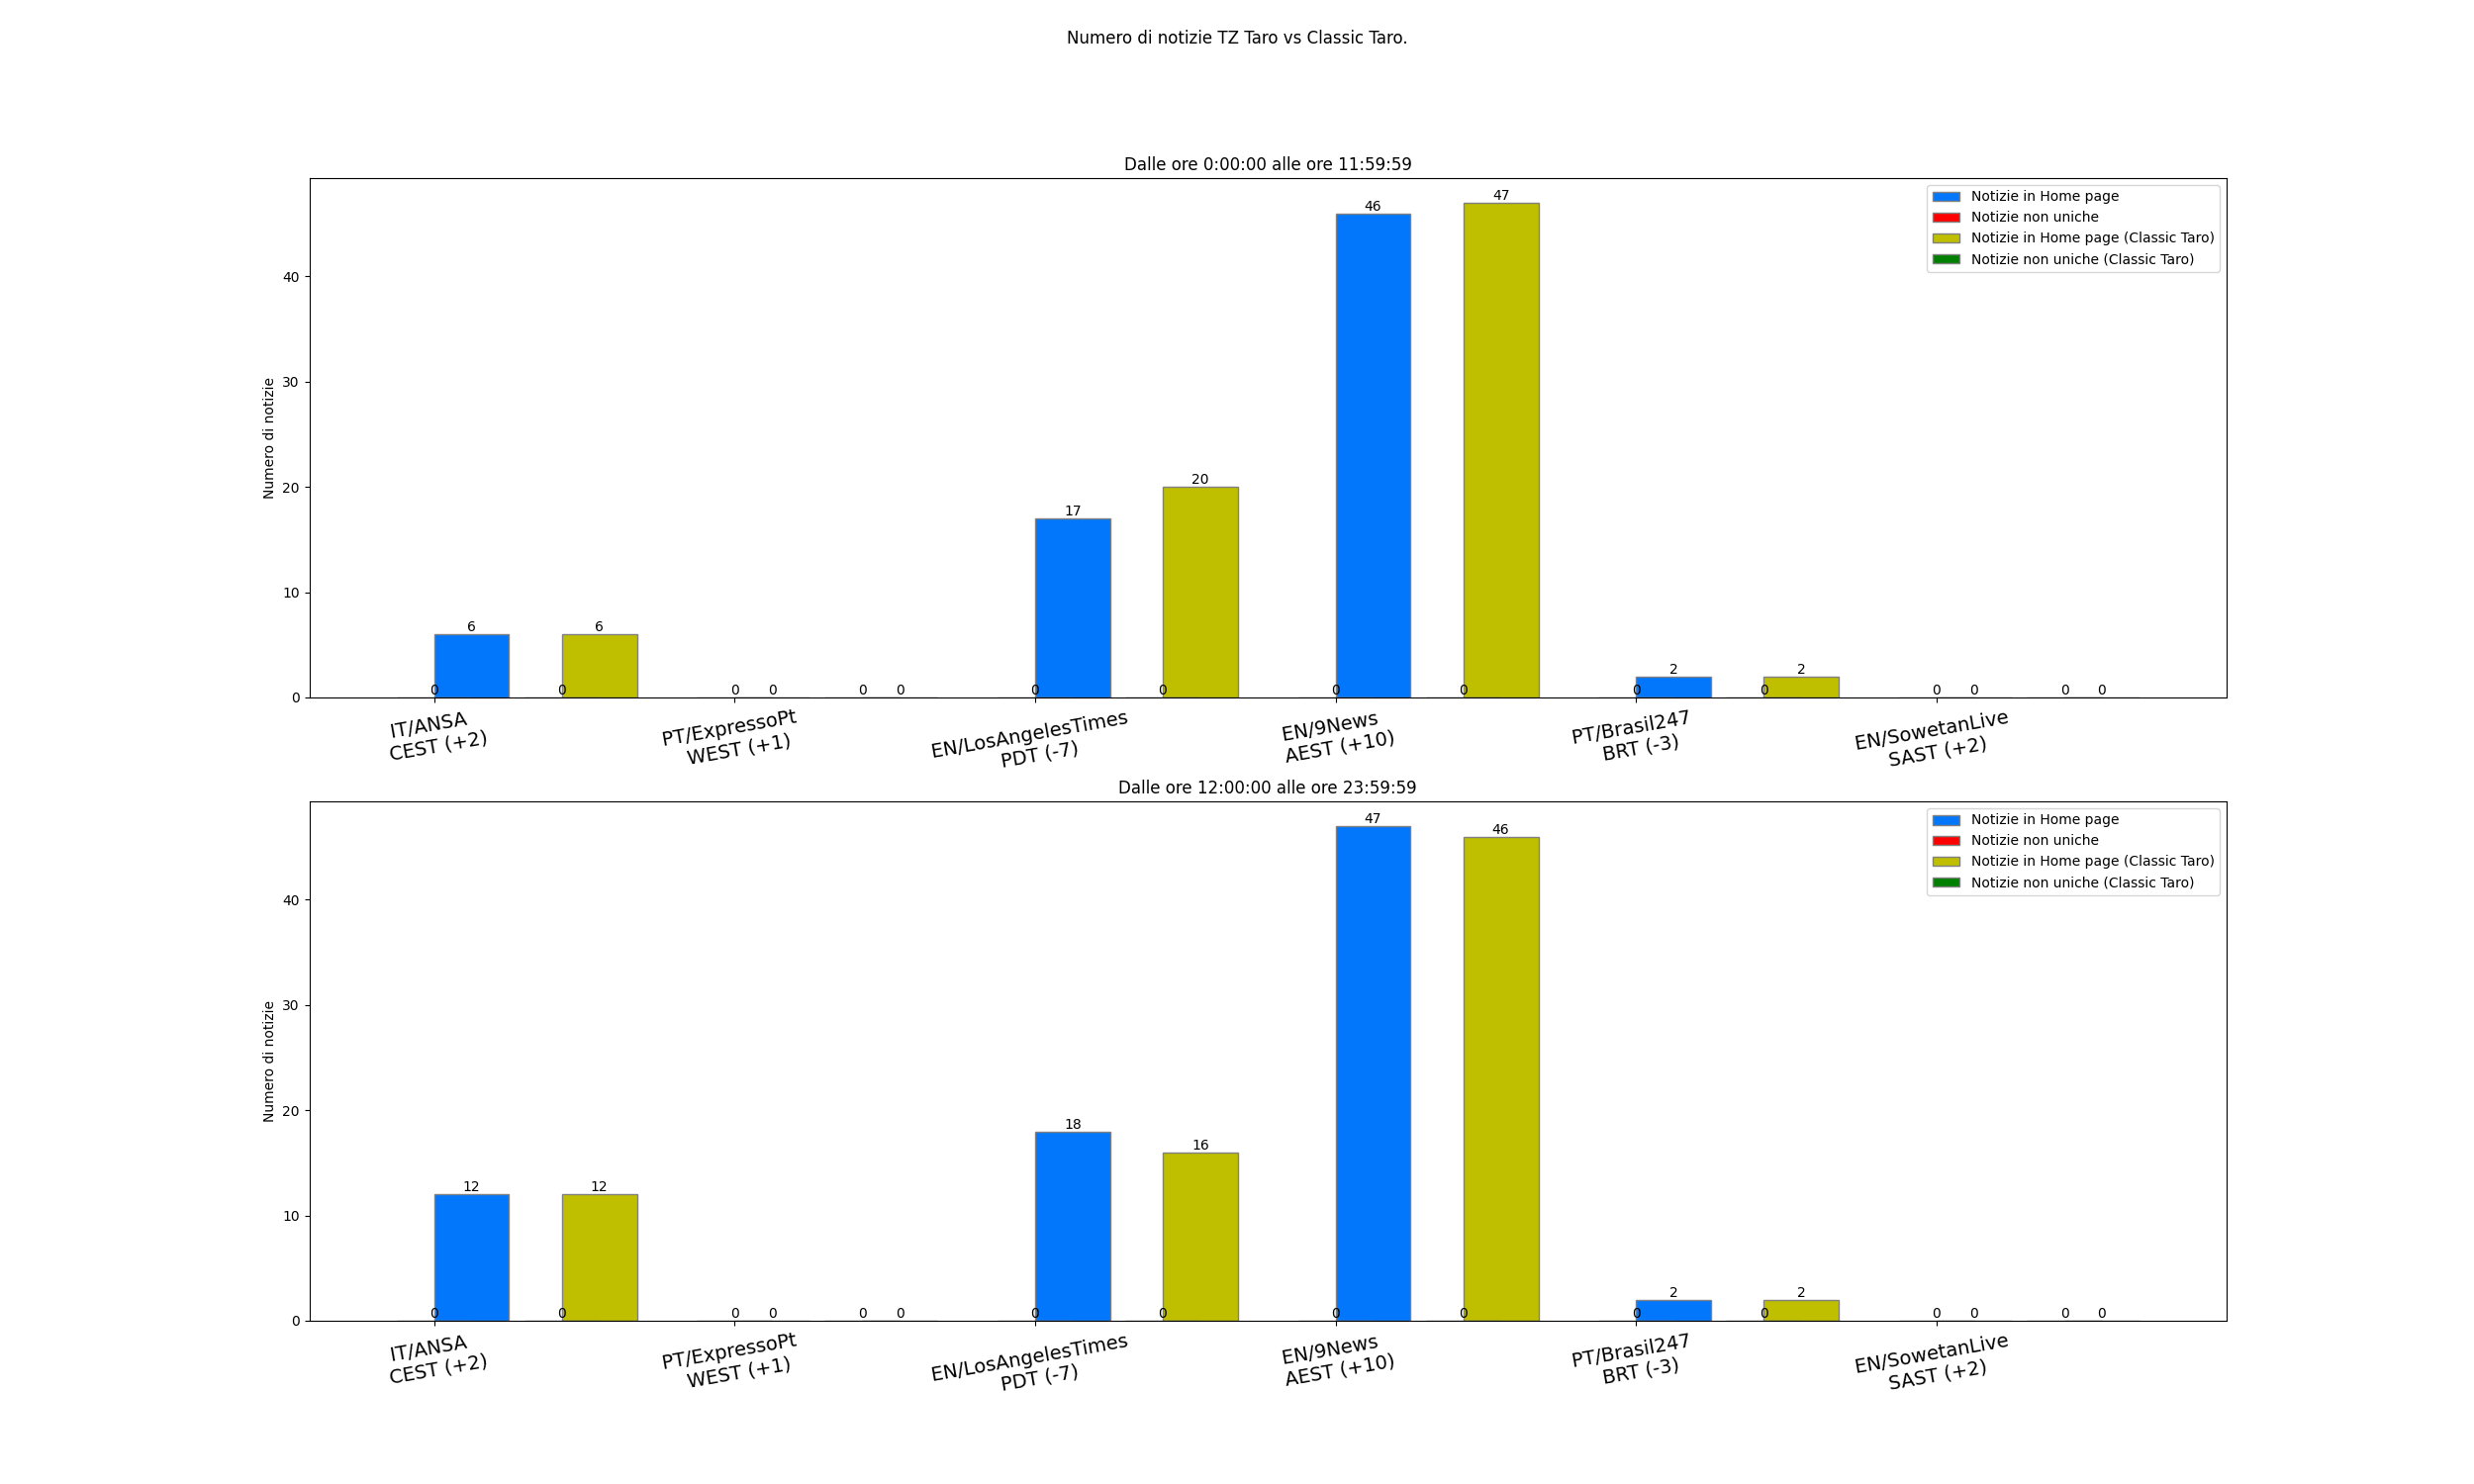 Numero di notizie TZ Taro vs Classic Taro.
Dalle ore 0:00:00 alle ore 11:59:59
Notizie in Home page
Notizie non uniche
Notizie in Home page (Classic Taro)
Notizie non uniche (Classic Taro)
Numero di notizie
40
30
20
10
0
6 6 17 20 46 47 2 2
0 0 0 0 0 0 0 0 0 0 0 0 0 0 0 0
IT/ANSA
CEST (+2)
PT/ExpressoPt
WEST (+1)
EN/LosAngelesTimes
PDT (-7)
EN/9News
AEST (+10)
PT/Brasil247
BRT (-3)
EN/SowetanLive
SAST (+2)
Dalle ore 12:00:00 alle ore 23:59:59
Notizie in Home page
Notizie non uniche
Notizie in Home page (Classic Taro)
Notizie non uniche (Classic Taro)
Numero di notizie
40
30
20
10
0
12 12 18 16 47 46 2 2
0 0 0 0 0 0 0 0 0 0 0 0 0 0 0 0
IT/ANSA
CEST (+2)
PT/ExpressoPt
WEST (+1)
EN/LosAngelesTimes
PDT (-7)
EN/9News
AEST (+10)
PT/Brasil247
BRT (-3)
EN/SowetanLive
SAST (+2)